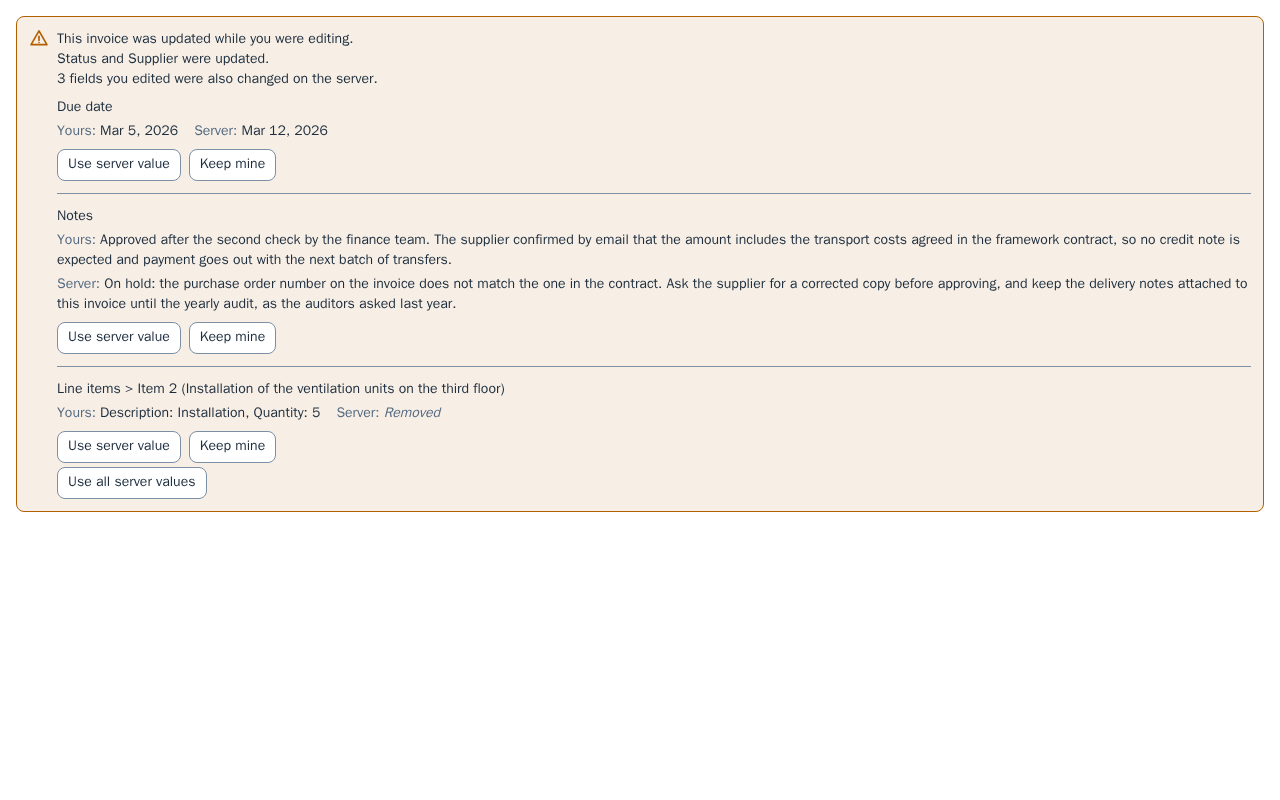 This invoice was updated while you were editing.
Status and Supplier were updated.
3 fields you edited were also changed on the server.
Due date
Yours: Mar 5, 2026 Server: Mar 12, 2026
Use server value Keep mine
Notes
Yours: Approved after the second check by the finance team. The supplier confirmed by email that the amount includes the transport costs agreed in the framework contract, so no credit note is
expected and payment goes out with the next batch of transfers.
Server: On hold: the purchase order number on the invoice does not match the one in the contract. Ask the supplier for a corrected copy before approving, and keep the delivery notes attached to
this invoice until the yearly audit, as the auditors asked last year.
Use server value Keep mine
Line items > Item 2 (Installation of the ventilation units on the third floor)
Yours: Description: Installation, Quantity: 5 Server: Removed
Use server value Keep mine
Use all server values